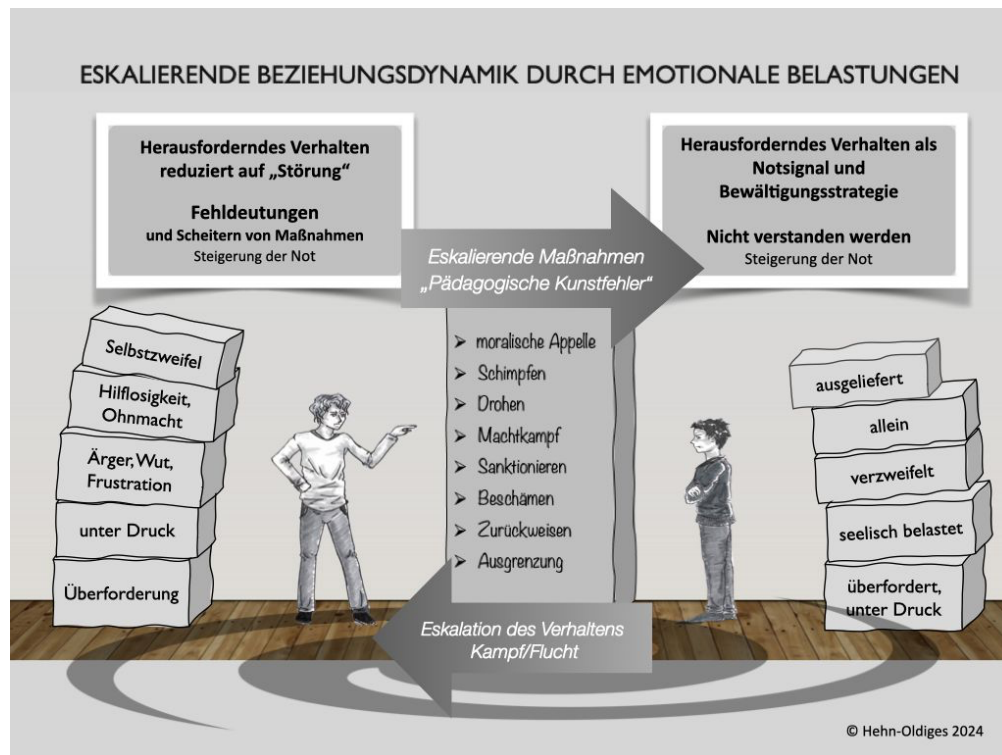 ESKALIERENDE BEZIEHUNGSDYNAMIK DURCH EMOTIONALE BELASTUNGEN
Herausforderndes Verhalten
reduziert auf „Störung“
Fehldeutungen
und Scheitern von Maßnahmen
Steigerung der Not
Herausforderndes Verhalten als
Notsignal und
Bewältigungsstrategie
Nicht verstanden werden
Steigerung der Not
Eskalierende Maßnahmen
„Pädagogische Kunstfehler“
Selbstzweifel
Hilflosigkeit,
Ohnmacht
Ärger, Wut,
Frustration
unter Druck
Überforderung
➤ moralische Appelle
➤ Schimpfen
➤ Drohen
➤ Machtkampf
➤ Sanktionieren
➤ Beschämen
➤ Zurückweisen
➤ Ausgrenzung
ausgeliefert
allein
verzweifelt
seelisch belastet
überfordert,
unter Druck
Eskalation des Verhaltens
Kampf/Flucht
© Hehn-Oldiges 2024